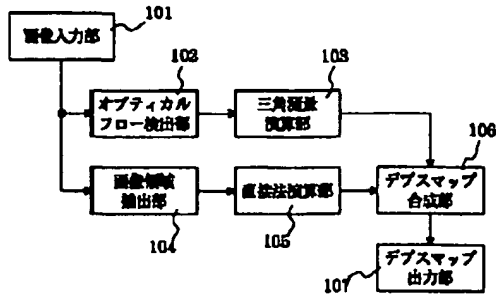 101
画像入力部
102
オプティカル
フロー検出部
103
三角測量
演算部
画像領域
抽出部
104
直接法演算部
105
106
デプスマップ
合成部
デプスマップ
出力部
107